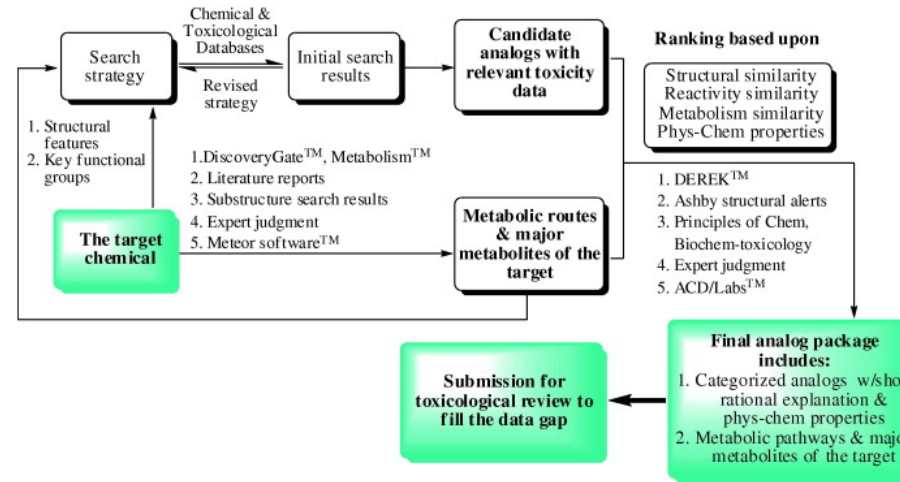 Search
strategy
Chemical &
Toxicological
Databases
Revised
strategy
Initial search
results
Candidate
analogs with
relevant toxicity
data
Ranking based upon
Structural similarity
Reactivity similarity
Metabolism similarity
Phys-Chem properties
1. Structural
features
2. Key functional
groups
1.DiscoveryGate™, Metabolism™
2. Literature reports
3. Substructure search results
4. Expert judgment
5. Meteor software™
The target
chemical
Metabolic routes
& major
metabolites of the
target
1. DEREK™
2. Ashby structural alerts
3. Principles of Chem,
Biochem-toxicology
4. Expert judgment
5. ACD/Labs™
Submission for
toxicological review to
fill the data gap
Final analog package
includes:
1. Categorized analogs w/sho
rational explanation &
phys-chem properties
2. Metabolic pathways & majo
metabolites of the target